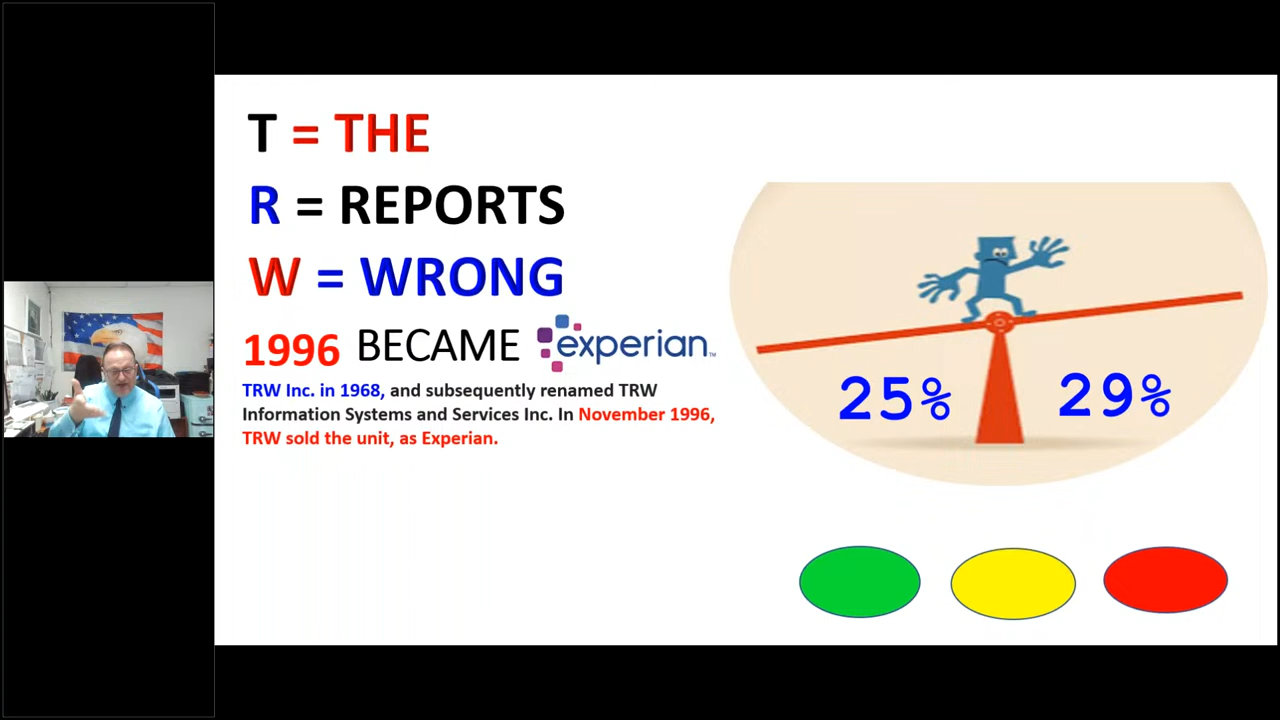 T = THE
R = REPORTS
W = WRONG
1996 BECAME experian™
TRW Inc. in 1968, and subsequently renamed TRW
Information Systems and Services Inc. In November 1996,
TRW sold the unit, as Experian.
25% 29%